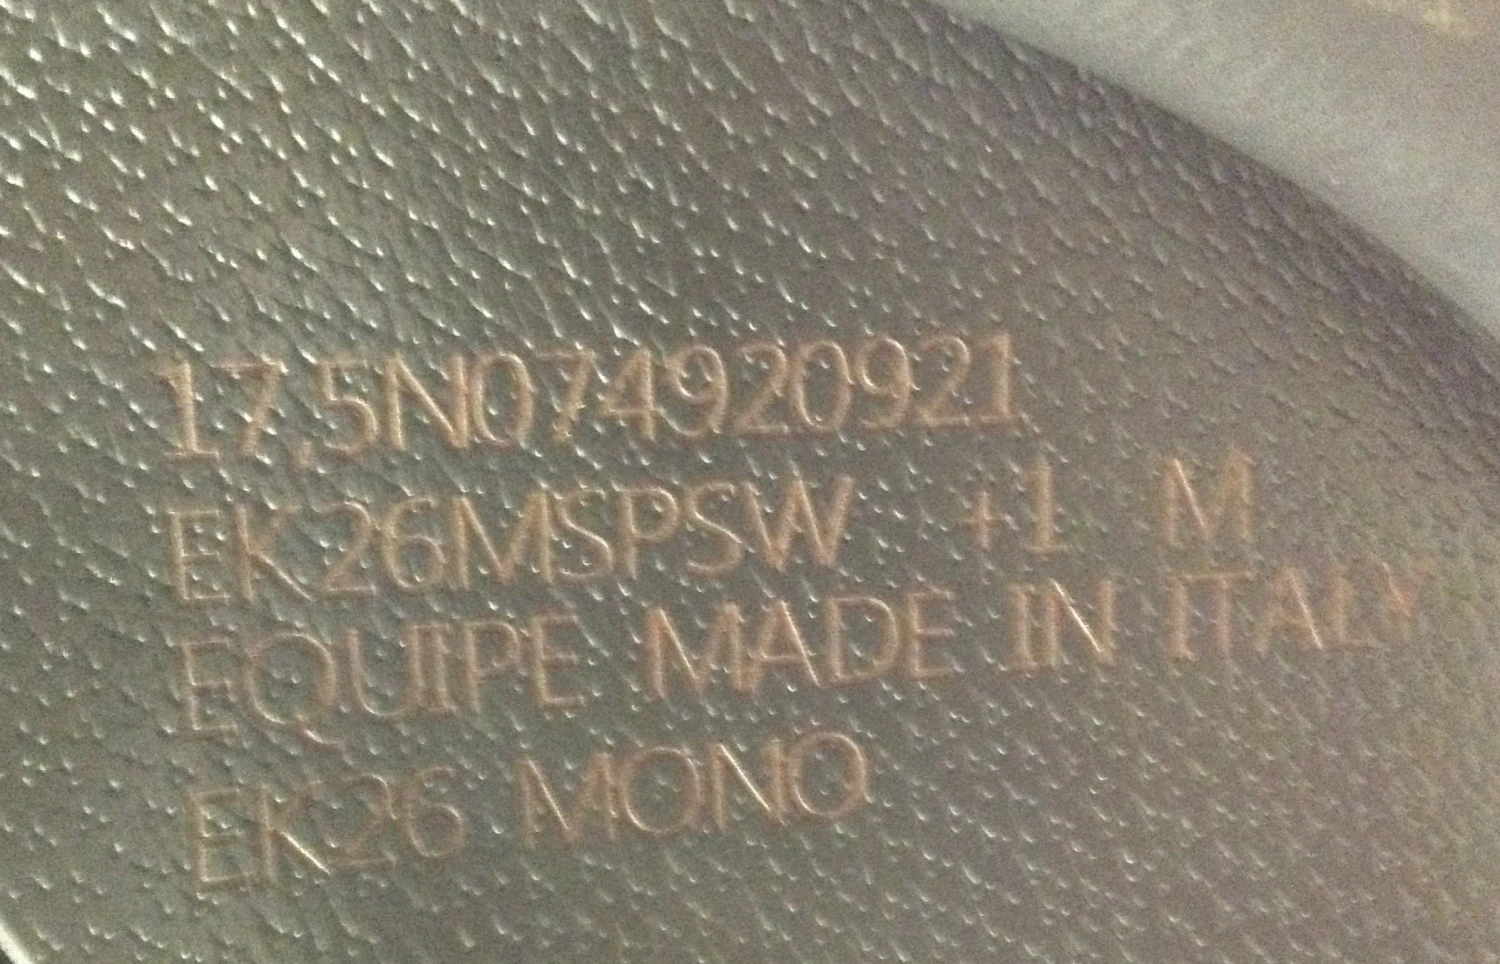 17,5N074920921
EK26MSPSW +1 M
EQUIPE MADE IN ITALY
EK26 MONO